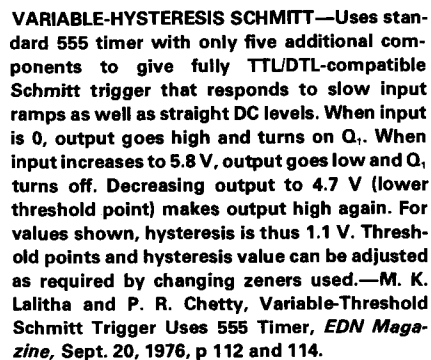 VARIABLE-HYSTERESIS SCHMITT—Uses stan-
dard 555 timer with only five additional com-
ponents to give fully TTL/DTL-compatible
Schmitt trigger that responds to slow input
ramps as well as straight DC levels. When input
is 0, output goes high and turns on Q₁. When
input increases to 5.8 V, output goes low and Q₁
turns off. Decreasing output to 4.7 V (lower
threshold point) makes output high again. For
values shown, hysteresis is thus 1.1 V. Thresh-
old points and hysteresis value can be adjusted
as required by changing zeners used.—M. K.
Lalitha and P. R. Chetty, Variable-Threshold
Schmitt Trigger Uses 555 Timer, EDN Maga-
zine, Sept. 20, 1976, p 112 and 114.